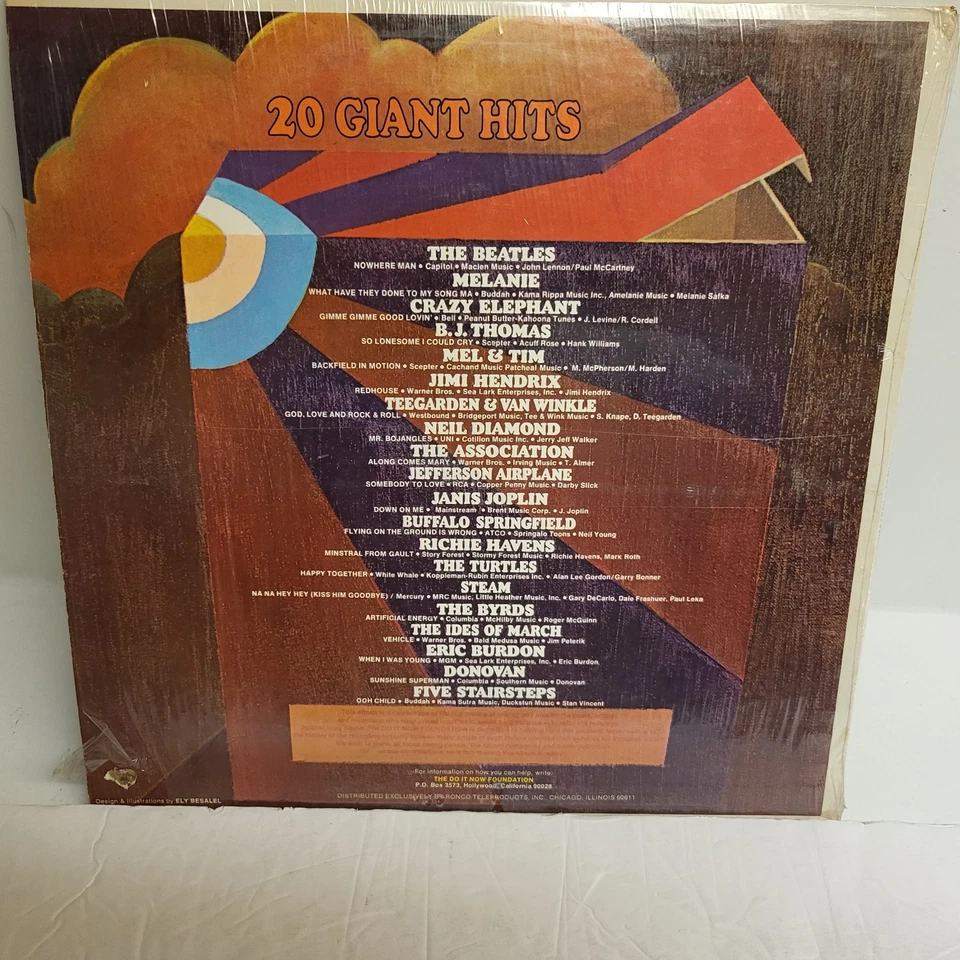 20 GIANT HITS
THE BEATLES
NOWHERE MAN • Capitol • Maclen Music • John Lennon/Paul McCartney
MELANIE
WHAT HAVE THEY DONE TO MY SONG MA • Buddah • Kama Rippa Music Inc., Amelanie Music • Melanie Safka
CRAZY ELEPHANT
GIMME GIMME GOOD LOVIN' • Bell • Peanut Butter-Kahoona Tunes • J. Levine/R. Cordell
B.J. THOMAS
SO LONESOME I COULD CRY • Scepter • Acuff Rose • Hank Williams
MEL & TIM
BACKFIELD IN MOTION • Scepter • Cachand Music Patcheal Music • M. McPherson/M. Harden
JIMI HENDRIX
REDHOUSE • Warner Bros. • Sea Lark Enterprises, Inc. • Jimi Hendrix
TEEGARDEN & VAN WINKLE
GOD, LOVE AND ROCK & ROLL • Westbound • Bridgeport Music, Tee & Wink Music • S. Knape, D. Teegarden
NEIL DIAMOND
MR. BOJANGLES • UNI • Cotillon Music Inc. • Jerry Jeff Walker
THE ASSOCIATION
ALONG COMES MARY • Warner Bros. • Irving Music • T. Almer
JEFFERSON AIRPLANE
SOMEBODY TO LOVE • RCA • Copper Penny Music • Darby Slick
JANIS JOPLIN
DOWN ON ME • Mainstream • Brent Music Corp. • J. Joplin
BUFFALO SPRINGFIELD
FLYING ON THE GROUND IS WRONG • ATCO • Springalo Toons • Neil Young
RICHIE HAVENS
MINSTRAL FROM GAULT • Story Forest • Stormy Forest Music • Richie Havens, Mark Roth
THE TURTLES
HAPPY TOGETHER • White Whale • Koppleman-Rubin Enterprises Inc. • Alan Lee Gordon/Garry Bonner
STEAM
NA NA HEY HEY (KISS HIM GOODBYE) / Mercury • MRC Music, Little Heather Music, Inc. • Gary DeCarlo, Dale Frashuer, Paul Leka
THE BYRDS
ARTIFICIAL ENERGY • Columbia • McHilby Music • Roger McGuinn
THE IDES OF MARCH
VEHICLE • Warner Bros. • Bald Medusa Music • Jim Peterik
ERIC BURDON
WHEN I WAS YOUNG • MGM • Sea Lark Enterprises, Inc. • Eric Burdon
DONOVAN
SUNSHINE SUPERMAN • Columbia • Southern Music • Donovan
FIVE STAIRSTEPS
OOH CHILD • Buddah • Kama Sutra Music, Duckstun Music • Stan Vincent
For information on how you can help, write:
THE DO IT NOW FOUNDATION
P.O. Box 3573, Hollywood, California 90028
DISTRIBUTED EXCLUSIVELY BY RONCO TELEPRODUCTS, INC., CHICAGO, ILLINOIS 60611
Design & Illustrations by ELY BESALEL